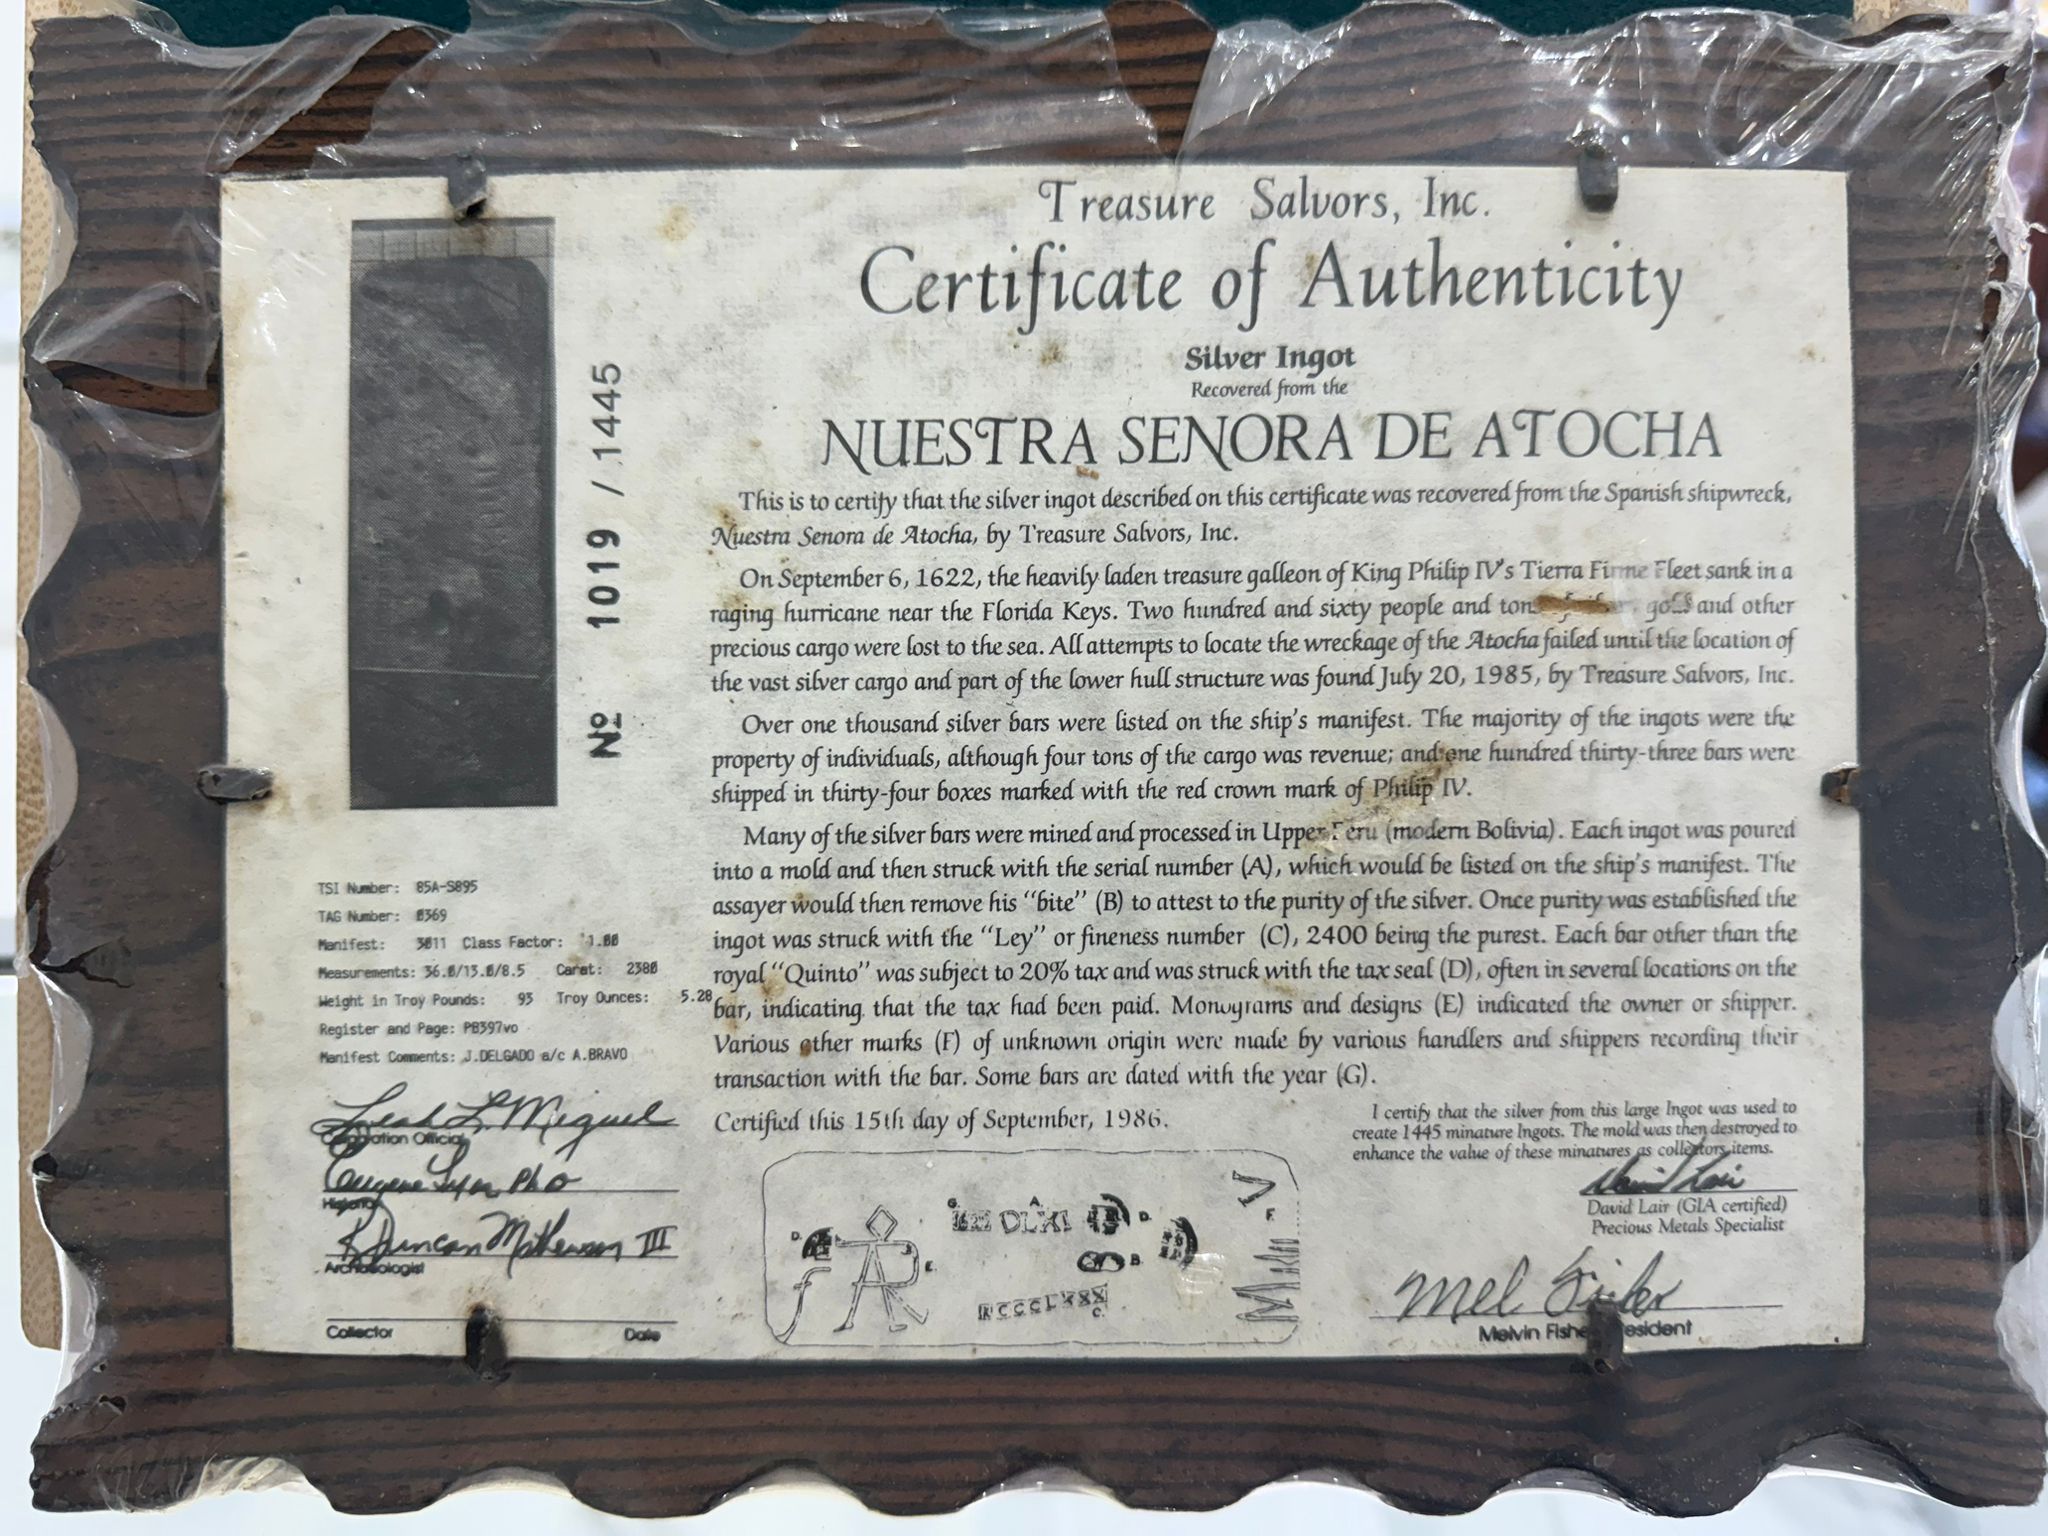 Treasure Salvors, Inc.
Certificate of Authenticity
Silver Ingot
Recovered from the
NUESTRA SENORA DE ATOCHA
This is to certify that the silver ingot described on this certificate was recovered from the Spanish shipwreck,
Nuestra Senora de Atocha, by Treasure Salvors, Inc.
On September 6, 1622, the heavily laden treasure galleon of King Philip IV's Tierra Firme Fleet sank in a
raging hurricane near the Florida Keys. Two hundred and sixty people and gold and other
precious cargo were lost to the sea. All attempts to locate the wreckage of the Atocha failed until the location of
the vast silver cargo and part of the lower hull structure was found July 20, 1985, by Treasure Salvors, Inc.
Over one thousand silver bars were listed on the ship's manifest. The majority of the ingots were the
property of individuals, although four tons of the cargo was revenue; and one hundred thirty-three bars were
shipped in thirty-four boxes marked with the red crown mark of Philip IV.
Many of the silver bars were mined and processed in Upper Peru (modern Bolivia). Each ingot was poured
into a mold and then struck with the serial number (A), which would be listed on the ship's manifest. The
assayer would then remove his "bite" (B) to attest to the purity of the silver. Once purity was established the
ingot was struck with the "Ley" or fineness number (C), 2400 being the purest. Each bar other than the
royal "Quinto" was subject to 20% tax and was struck with the tax seal (D), often in several locations on the
bar, indicating that the tax had been paid. Monograms and designs (E) indicated the owner or shipper.
Various other marks (F) of unknown origin were made by various handlers and shippers recording their
transaction with the bar. Some bars are dated with the year (G).
Certified this 15th day of September, 1986.
I certify that the silver from this large Ingot was used to
create 1445 minature Ingots. The mold was then destroyed to
enhance the value of these minatures as collectors items.
David Lair (GIA certified)
Precious Metals Specialist
Mel Fisher
Melvin Fisher President
№ 1019 / 1445
TSI Number: 85A-S895
TAG Number: 0369
Manifest: 3011 Class Factor: 1.00
Measurements: 36.0/13.0/8.5 Carat: 2380
Weight in Troy Pounds: 93 Troy Ounces: 5.28
Register and Page: PB397vo
Manifest Comments: J.DELGADO a/c A.BRAVO
Leah L. Miguel
Corporation Official
Eugene Lyon PhD
Historian
R Duncan Mathewson III
Archaeologist
Collector Date
G. A D.
D. E B. F.
C.